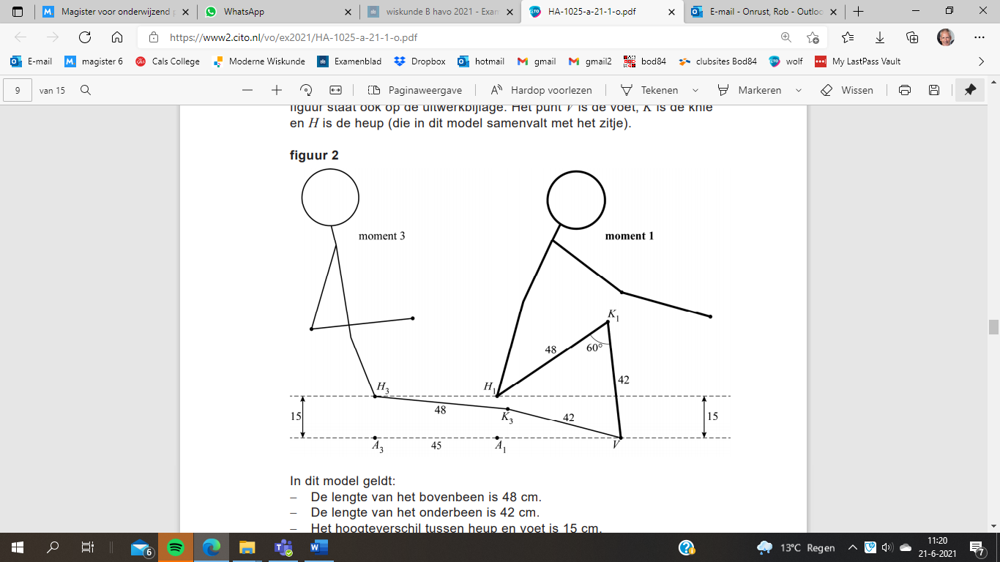 Magister voor onderwijzend p
WhatsApp
wiskunde B havo 2021 - Exam
HA-1025-a-21-1-o.pdf
E-mail - Onrust, Rob - Outloo
https://www2.cito.nl/vo/ex2021/HA-1025-a-21-1-o.pdf
E-mail
magister 6
Cals College
Moderne Wiskunde
Examenblad
Dropbox
hotmail
gmail
gmail2
bod84
clubsites Bod84
wolf
My LastPass Vault
9 van 15
Paginaweergave
Hardop voorlezen
Tekenen
Markeren
Wissen
figuur staat ook op de uitwerkbijlage. Het punt V is de voet, K is de knie
en H is de heup (die in dit model samenvalt met het zitje).
figuur 2
moment 3
moment 1
K1
48
60°
42
H3
H1
15
48
K3
42
15
A3
45
A1
V
In dit model geldt:
– De lengte van het bovenbeen is 48 cm.
– De lengte van het onderbeen is 42 cm.
– Het hoogteverschil tussen heup en voet is 15 cm.
6
13°C Regen
11:20
21-6-2021
7